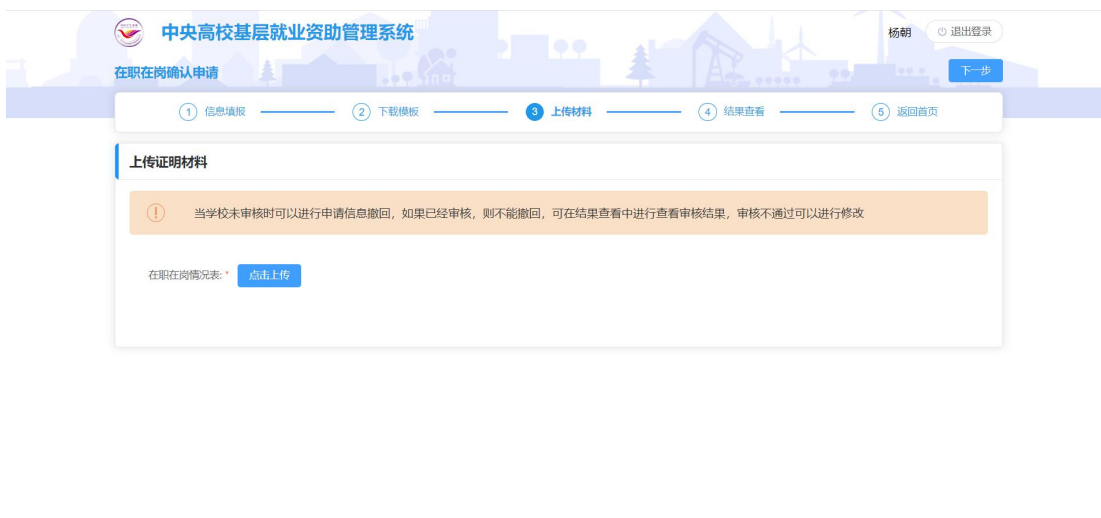 中央高校基层就业资助管理系统
杨朝
退出登录
在职在岗确认申请
下一步
1 信息填报
2 下载模板
3 上传材料
4 结果查看
5 返回首页
上传证明材料
当学校未审核时可以进行申请信息撤回，如果已经审核，则不能撤回，可在结果查看中进行查看审核结果，审核不通过可以进行修改
在职在岗情况表: *
点击上传